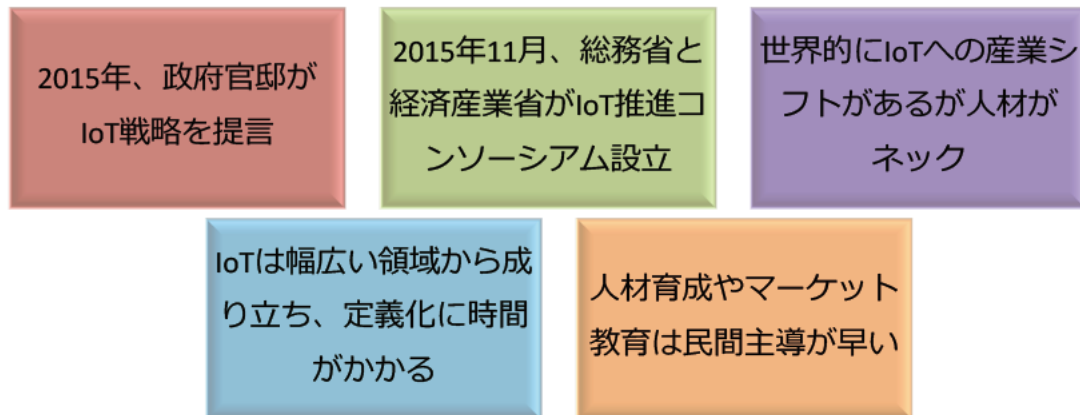 2015年、政府官邸が
IoT戦略を提言
2015年11月、総務省と
経済産業省がIoT推進コ
ンソーシアム設立
世界的にIoTへの産業シ
フトがあるが人材が
ネック
IoTは幅広い領域から成
り立ち、定義化に時間
がかかる
人材育成やマーケット
教育は民間主導が早い